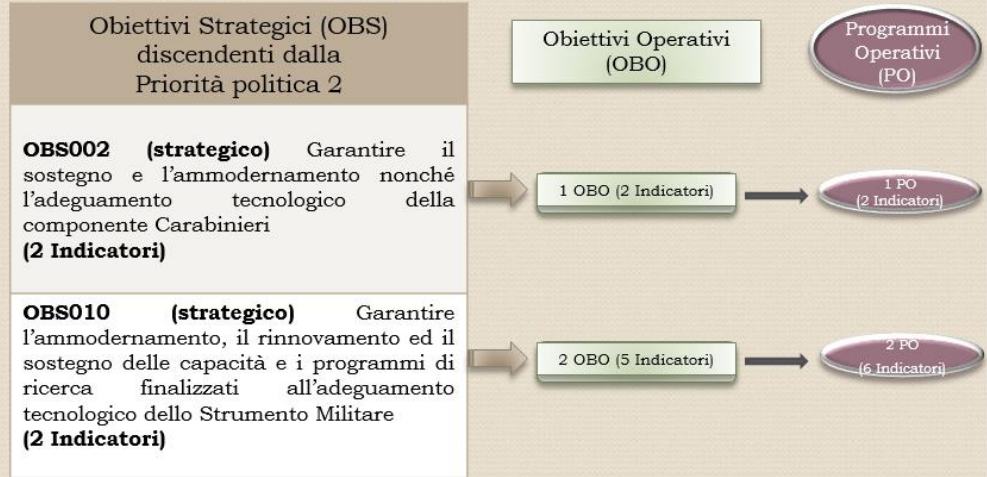 Obiettivi Strategici (OBS)
discendenti dalla
Priorità politica 2
Obiettivi Operativi
(OBO)
Programmi
Operativi
(PO)
OBS002 (strategico) Garantire il
sostegno e l'ammodernamento nonché
l'adeguamento tecnologico della
componente Carabinieri
(2 Indicatori)
1 OBO (2 Indicatori)
1 PO
(2 Indicatori)
OBS010 (strategico) Garantire
l'ammodernamento, il rinnovamento ed il
sostegno delle capacità e i programmi di
ricerca finalizzati all'adeguamento
tecnologico dello Strumento Militare
(2 Indicatori)
2 OBO (5 Indicatori)
2 PO
(6 Indicatori)